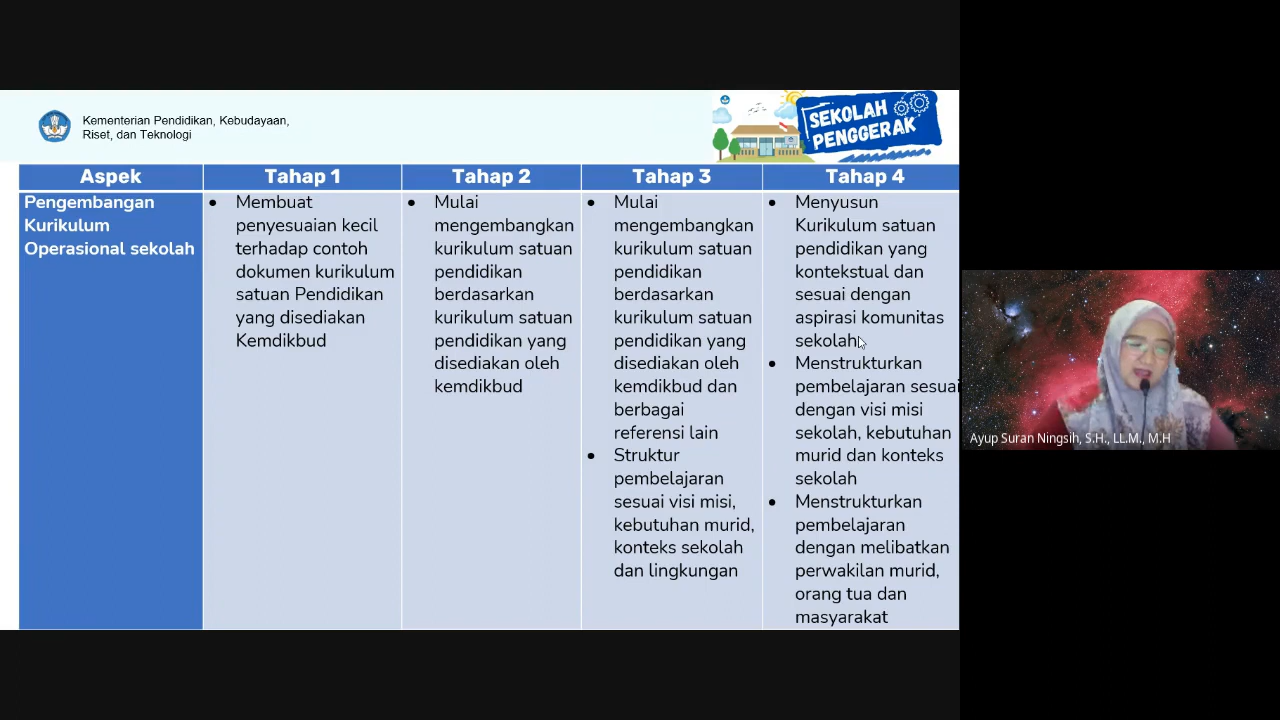 Kementerian Pendidikan, Kebudayaan,
Riset, dan Teknologi
SEKOLAH
PENGGERAK
Aspek
Tahap 1
Tahap 2
Tahap 3
Tahap 4
Pengembangan
Kurikulum
Operasional sekolah
• Membuat
penyesuaian kecil
terhadap contoh
dokumen kurikulum
satuan Pendidikan
yang disediakan
Kemdikbud
• Mulai
mengembangkan
kurikulum satuan
pendidikan
berdasarkan
kurikulum satuan
pendidikan yang
disediakan oleh
kemdikbud
• Mulai
mengembangkan
kurikulum satuan
pendidikan
berdasarkan
kurikulum satuan
pendidikan yang
disediakan oleh
kemdikbud dan
berbagai
referensi lain
• Struktur
pembelajaran
sesuai visi misi,
kebutuhan murid,
konteks sekolah
dan lingkungan
• Menyusun
Kurikulum satuan
pendidikan yang
kontekstual dan
sesuai dengan
aspirasi komunitas
sekolah
• Menstrukturkan
pembelajaran sesuai
dengan visi misi
sekolah, kebutuhan
murid dan konteks
sekolah
• Menstrukturkan
pembelajaran
dengan melibatkan
perwakilan murid,
orang tua dan
masyarakat
Ayup Suran Ningsih, S.H., LL.M., M.H